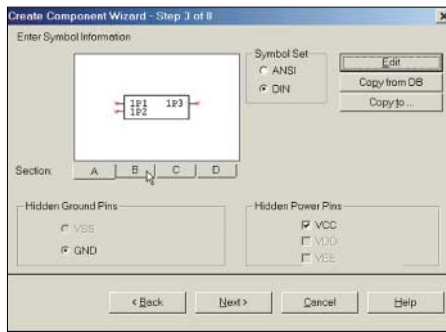 Create Component Wizard - Step 3 of 8
Enter Symbol Information
Symbol Set
ANSI
DIN
Edit
Copy from DB
Copy to ...
1P1 1P3
1P2
Section: A B C D
Hidden Ground Pins
VSS
GND
Hidden Power Pins
VCC
VDD
VEE
< Back Next > Cancel Help